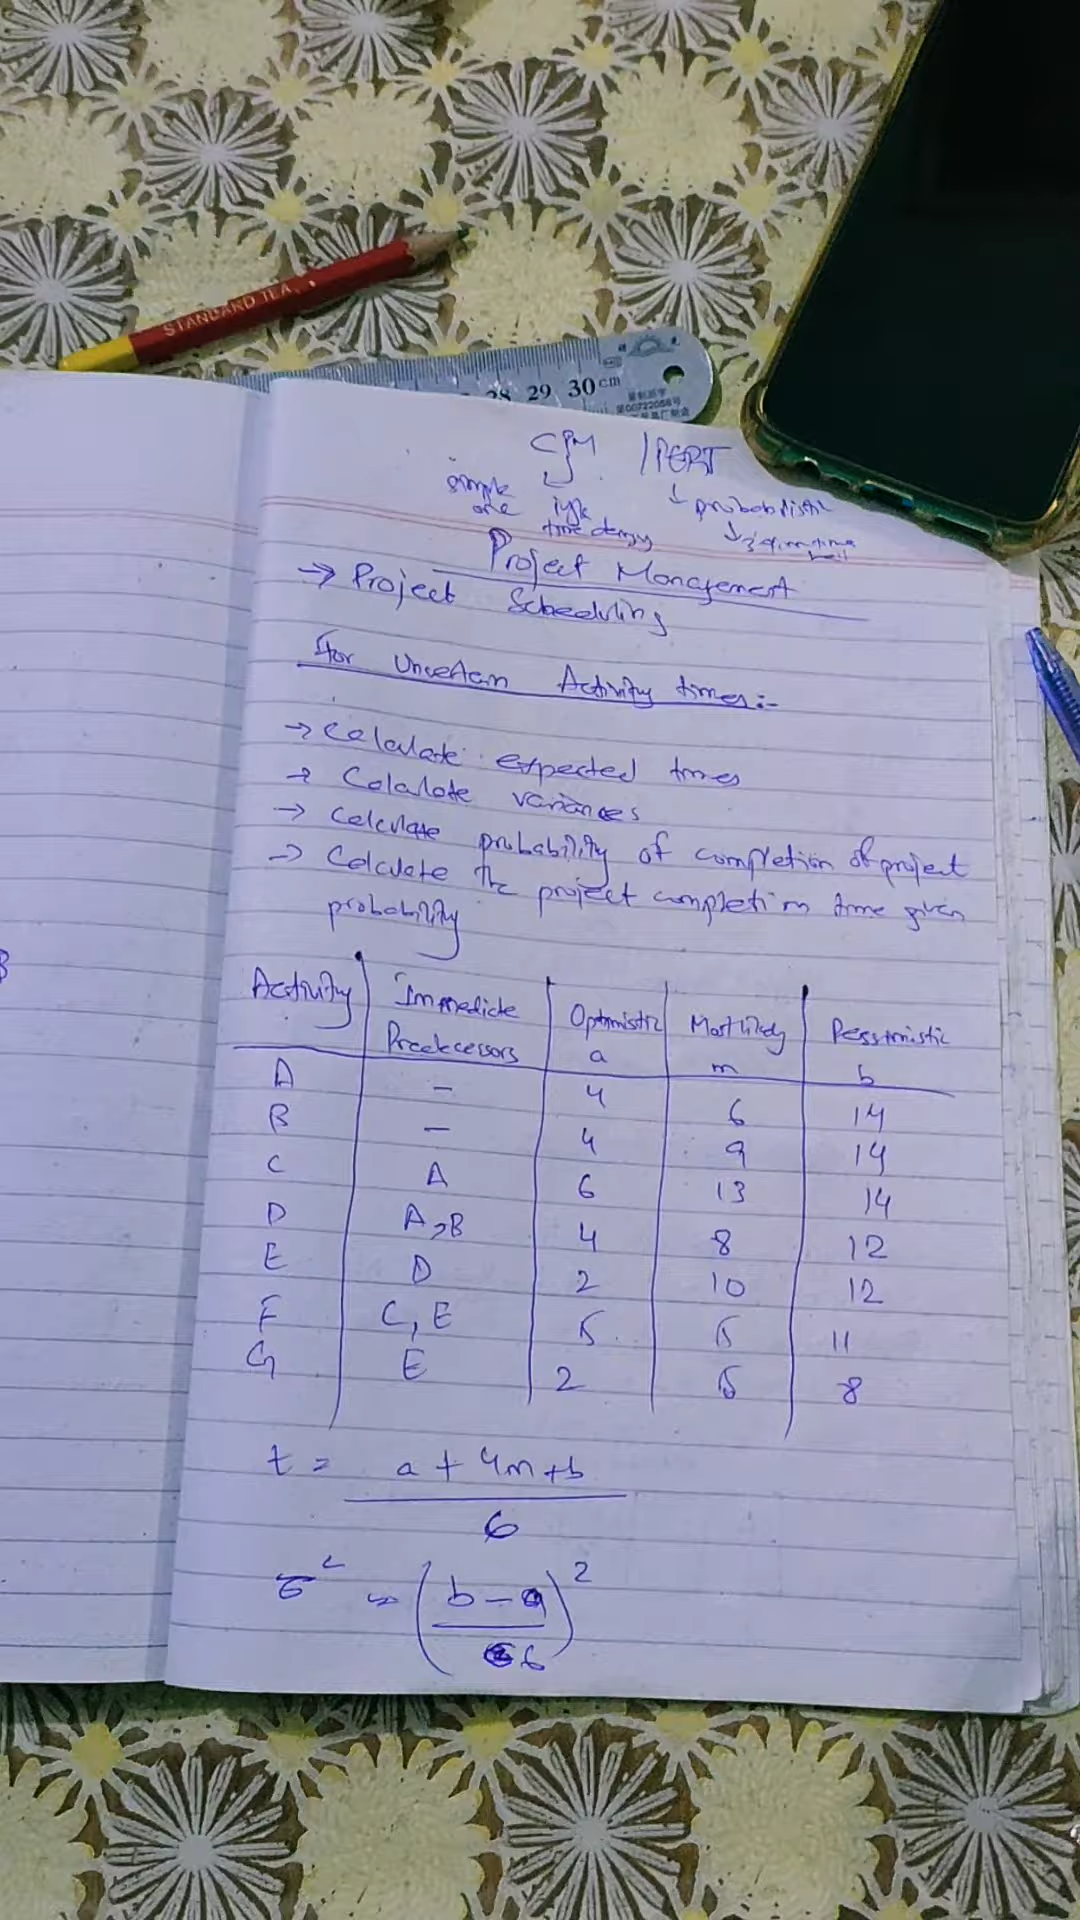 STANDARD TEA
28 29 30 cm
CPM / PERT
simple probabilistic
one time
Project Management
→ Project Scheduling
For Uncertain Activity times:-
→ Calculate expected times
→ Calculate variances
→ Calculate probability of completion of project
→ Calculate the project completion time given
probability
Activity Immediate Predecessors Optimistic a Most likely m Pessimistic b
A - 4 6 14
B - 4 9 14
C A 6 13 14
D A,B 4 8 12
E D 2 10 12
F C, E 5 5 11
G E 2 5 8
t = a + 4m + b
6
σ² = (b - a / 6)²